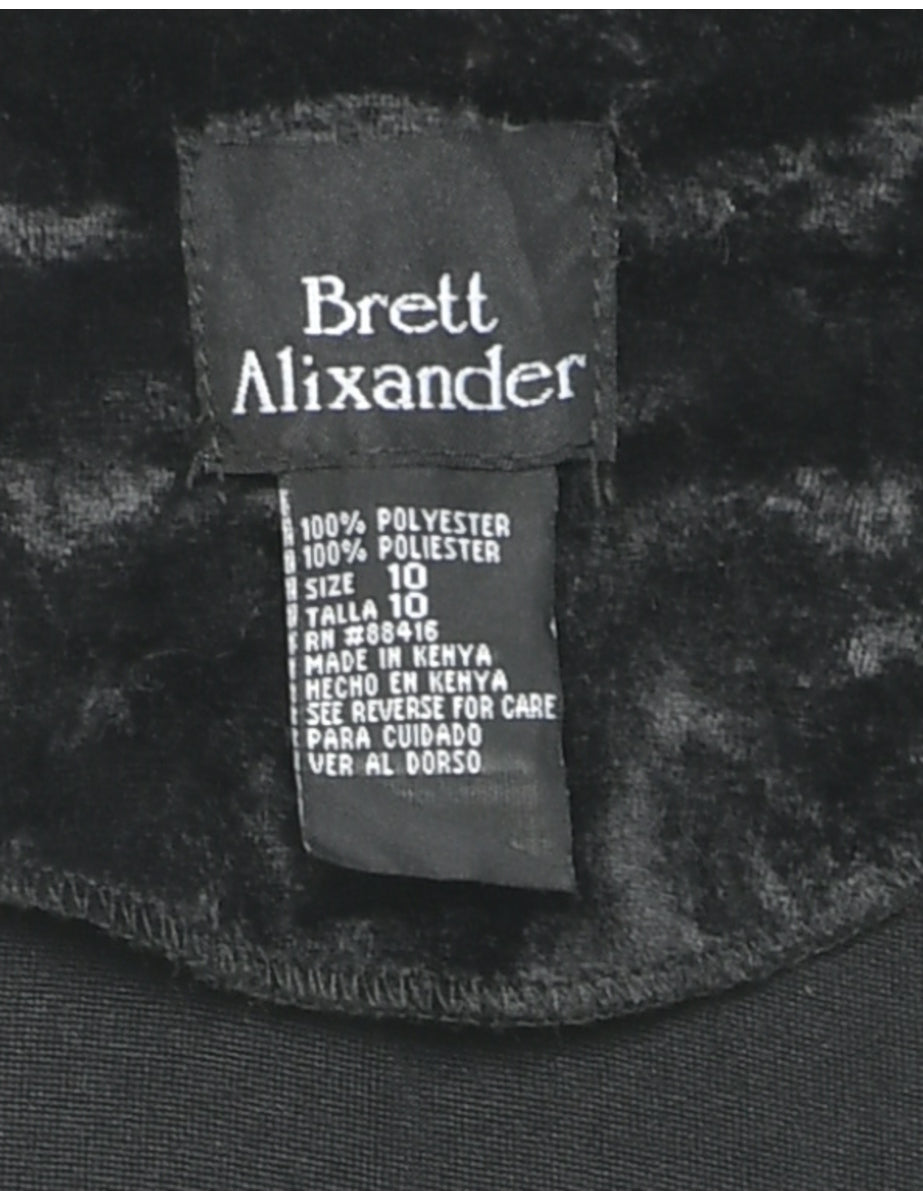 Brett
Alixander
100% POLYESTER
100% POLIESTER
SIZE 10
TALLA 10
RN #88416
MADE IN KENYA
HECHO EN KENYA
SEE REVERSE FOR CARE
PARA CUIDADO
VER AL DORSO